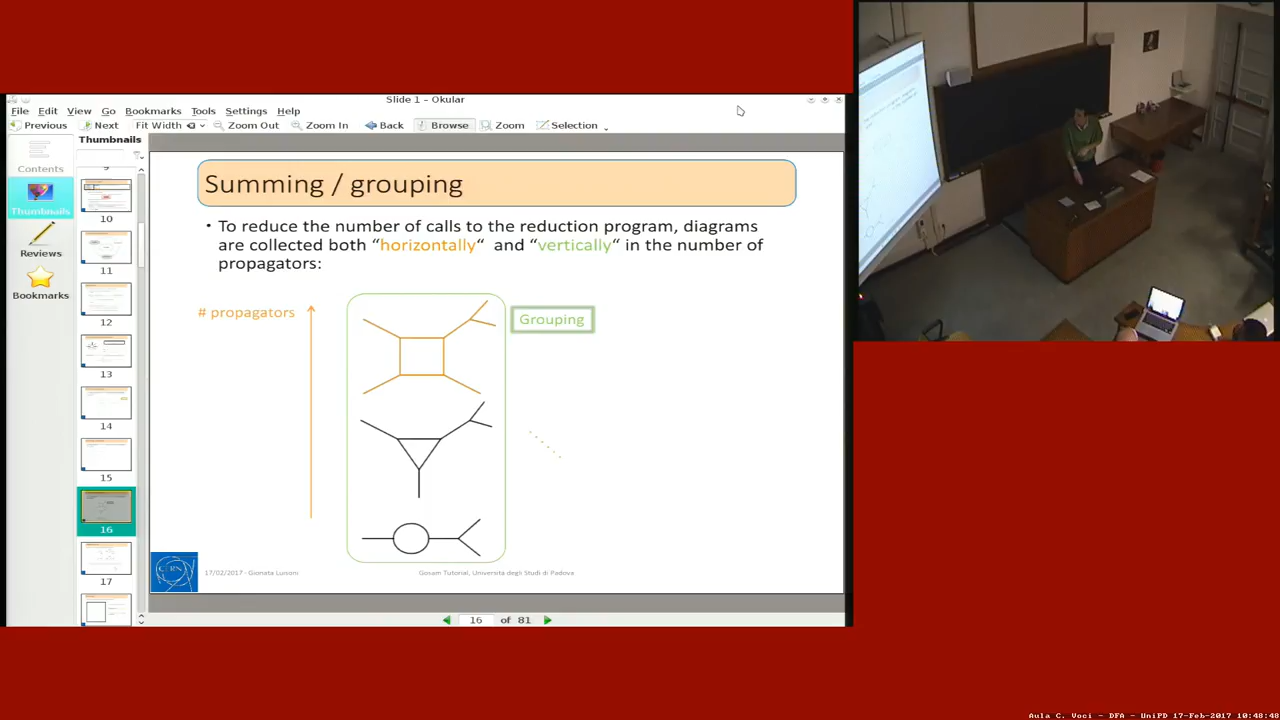 Slide 1 - Okular
File Edit View Go Bookmarks Tools Settings Help
Previous Next Fit Width Zoom Out Zoom In Back Browse Zoom Selection
Contents
Thumbnails
Reviews
Bookmarks
Thumbnails
9
10
11
12
13
14
15
16
17
Summing / grouping
• To reduce the number of calls to the reduction program, diagrams
are collected both “horizontally“ and “vertically“ in the number of
propagators:
# propagators
Grouping
CERN
17/02/2017 - Gionata Luisoni
Gosam Tutorial, Università degli Studi di Padova
16 of 81
Aula C. Voci - DFA - UniPD 17-Feb-2017 10:48:48